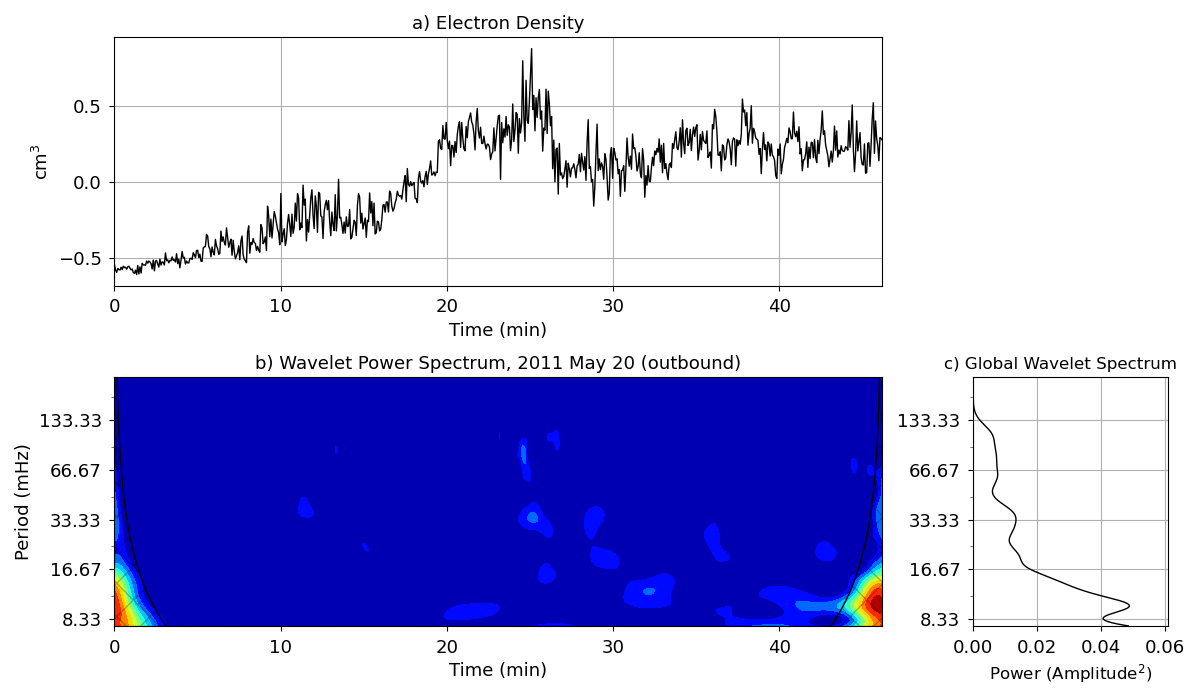 a) Electron Density
cm³
0.5
0.0
−0.5
0 10 20 30 40
Time (min)
b) Wavelet Power Spectrum, 2011 May 20 (outbound)
Period (mHz)
133.33
66.67
33.33
16.67
8.33
0 10 20 30 40
Time (min)
c) Global Wavelet Spectrum
133.33
66.67
33.33
16.67
8.33
0.00 0.02 0.04 0.06
Power (Amplitude²)